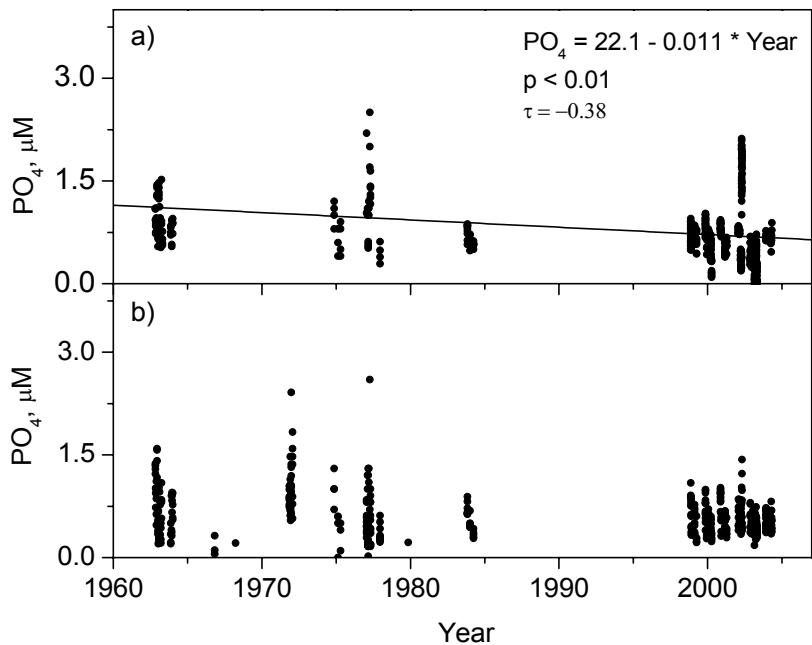 a)
PO₄ = 22.1 - 0.011 * Year
p < 0.01
τ = −0.38
3.0
1.5
0.0
PO₄, μM
b)
3.0
1.5
0.0
PO₄, μM
1960 1970 1980 1990 2000
Year